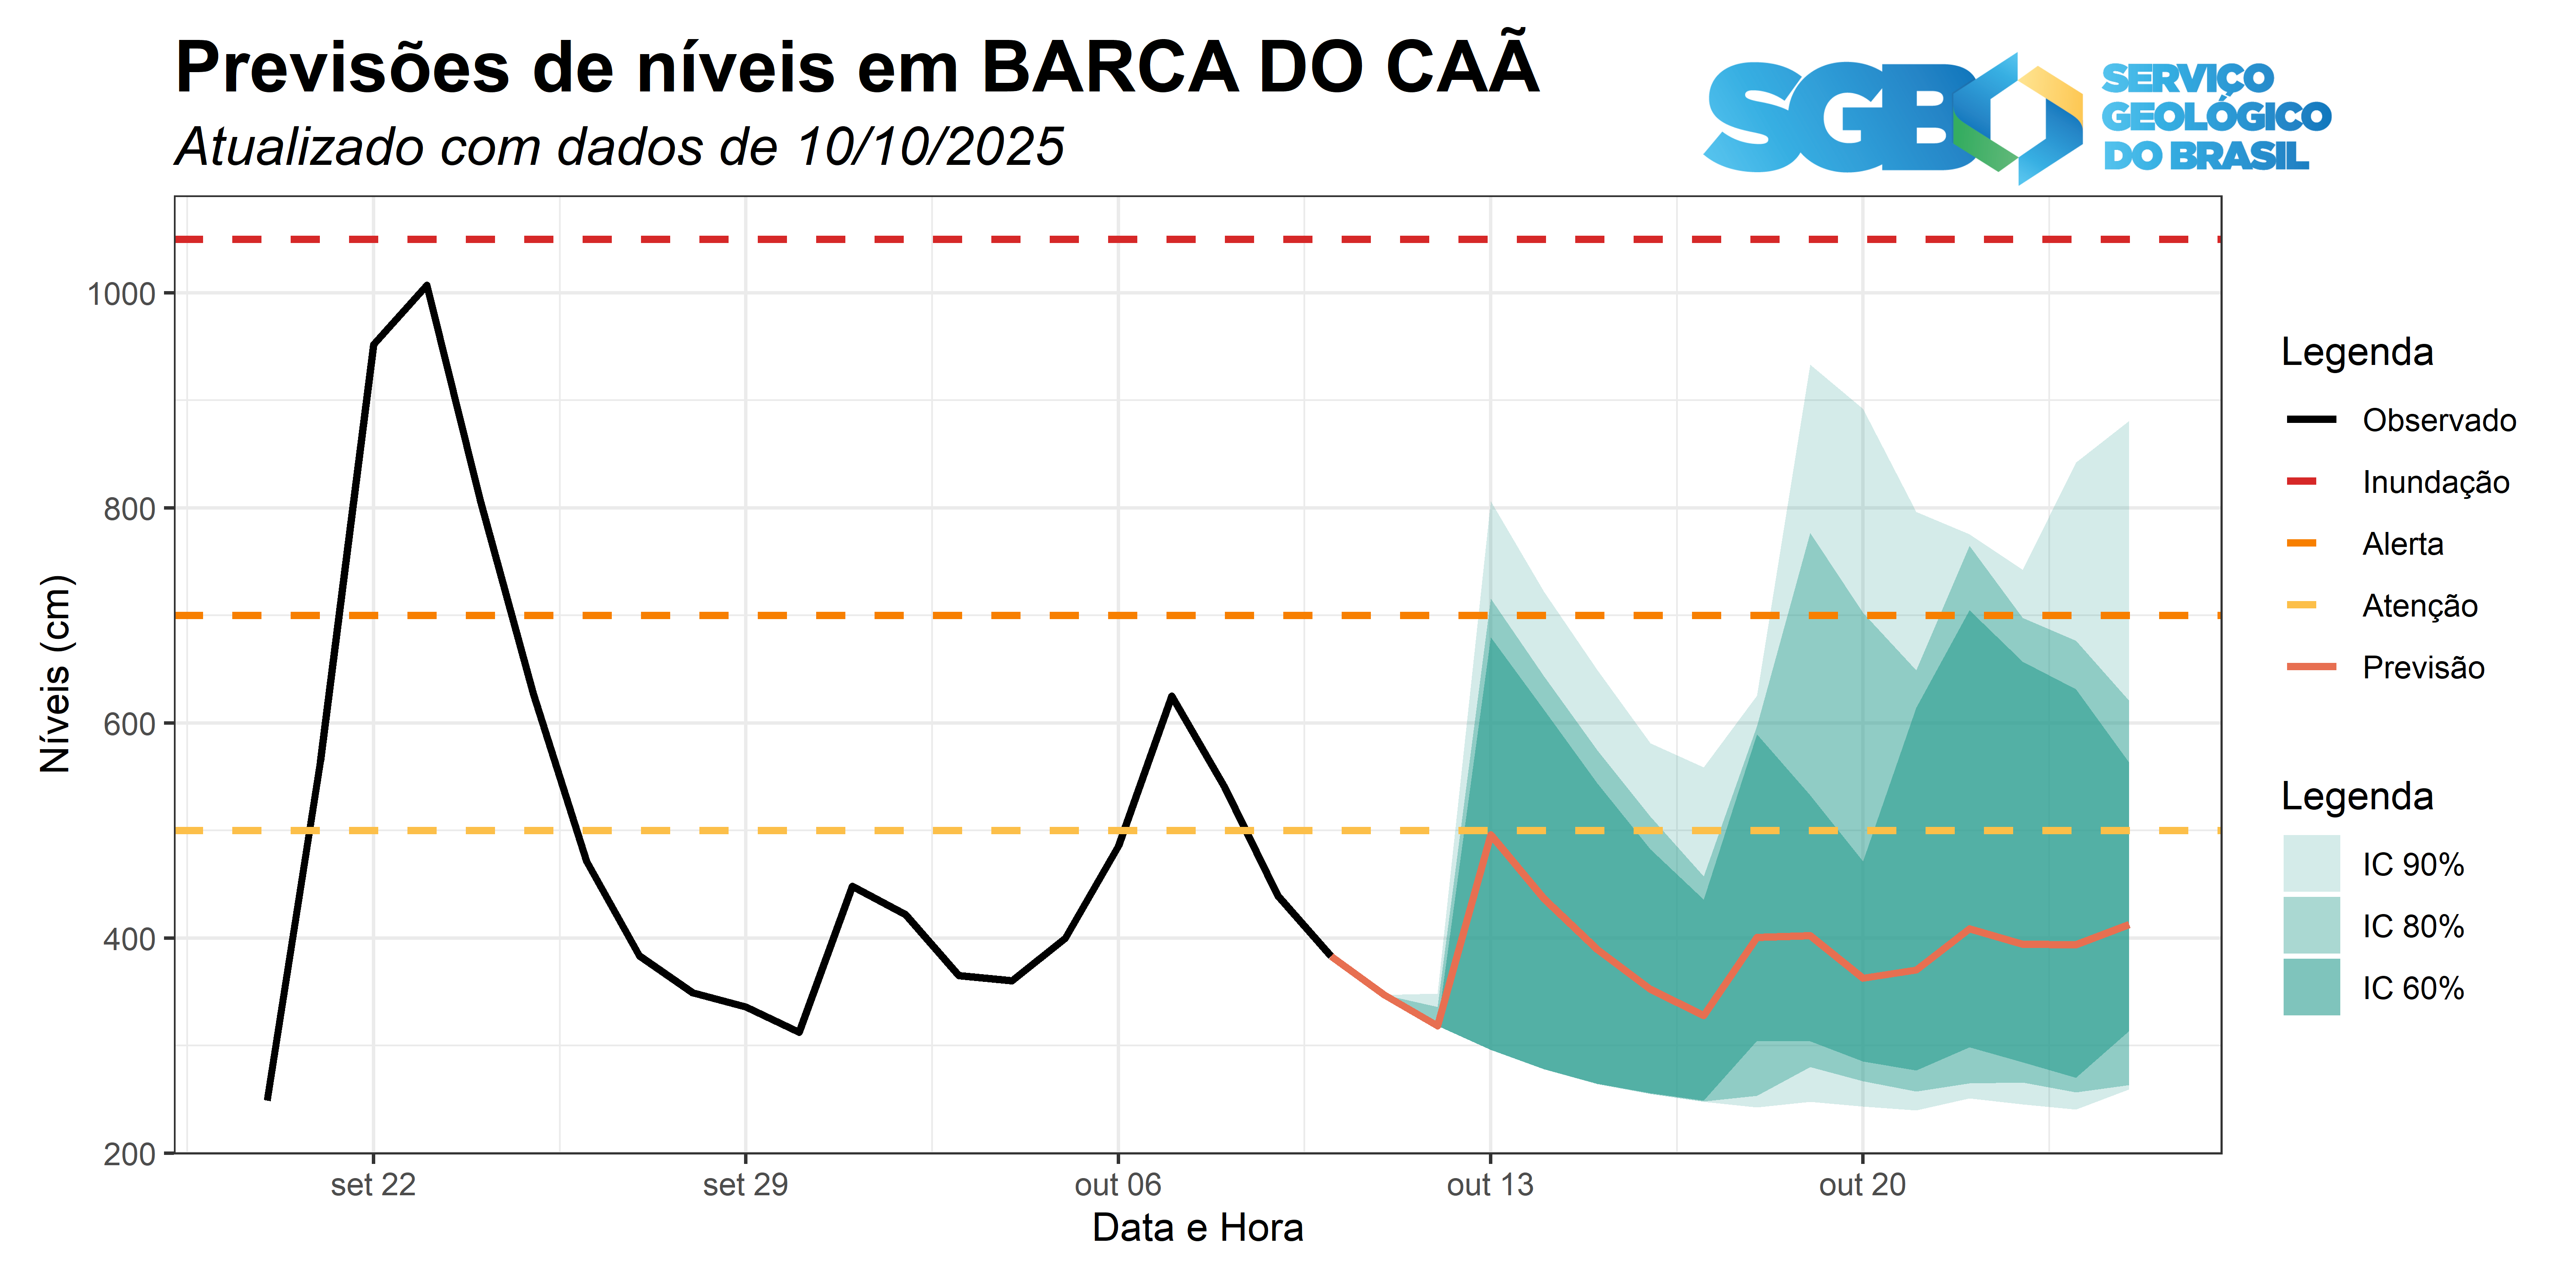 Previsões de níveis em BARCA DO CAÃ
Atualizado com dados de 10/10/2025
SGB
SERVIÇO
GEOLÓGICO
DO BRASIL
Níveis (cm)
1000
800
600
400
200
set 22
set 29
out 06
out 13
out 20
Data e Hora
Legenda
Observado
Inundação
Alerta
Atenção
Previsão
Legenda
IC 90%
IC 80%
IC 60%